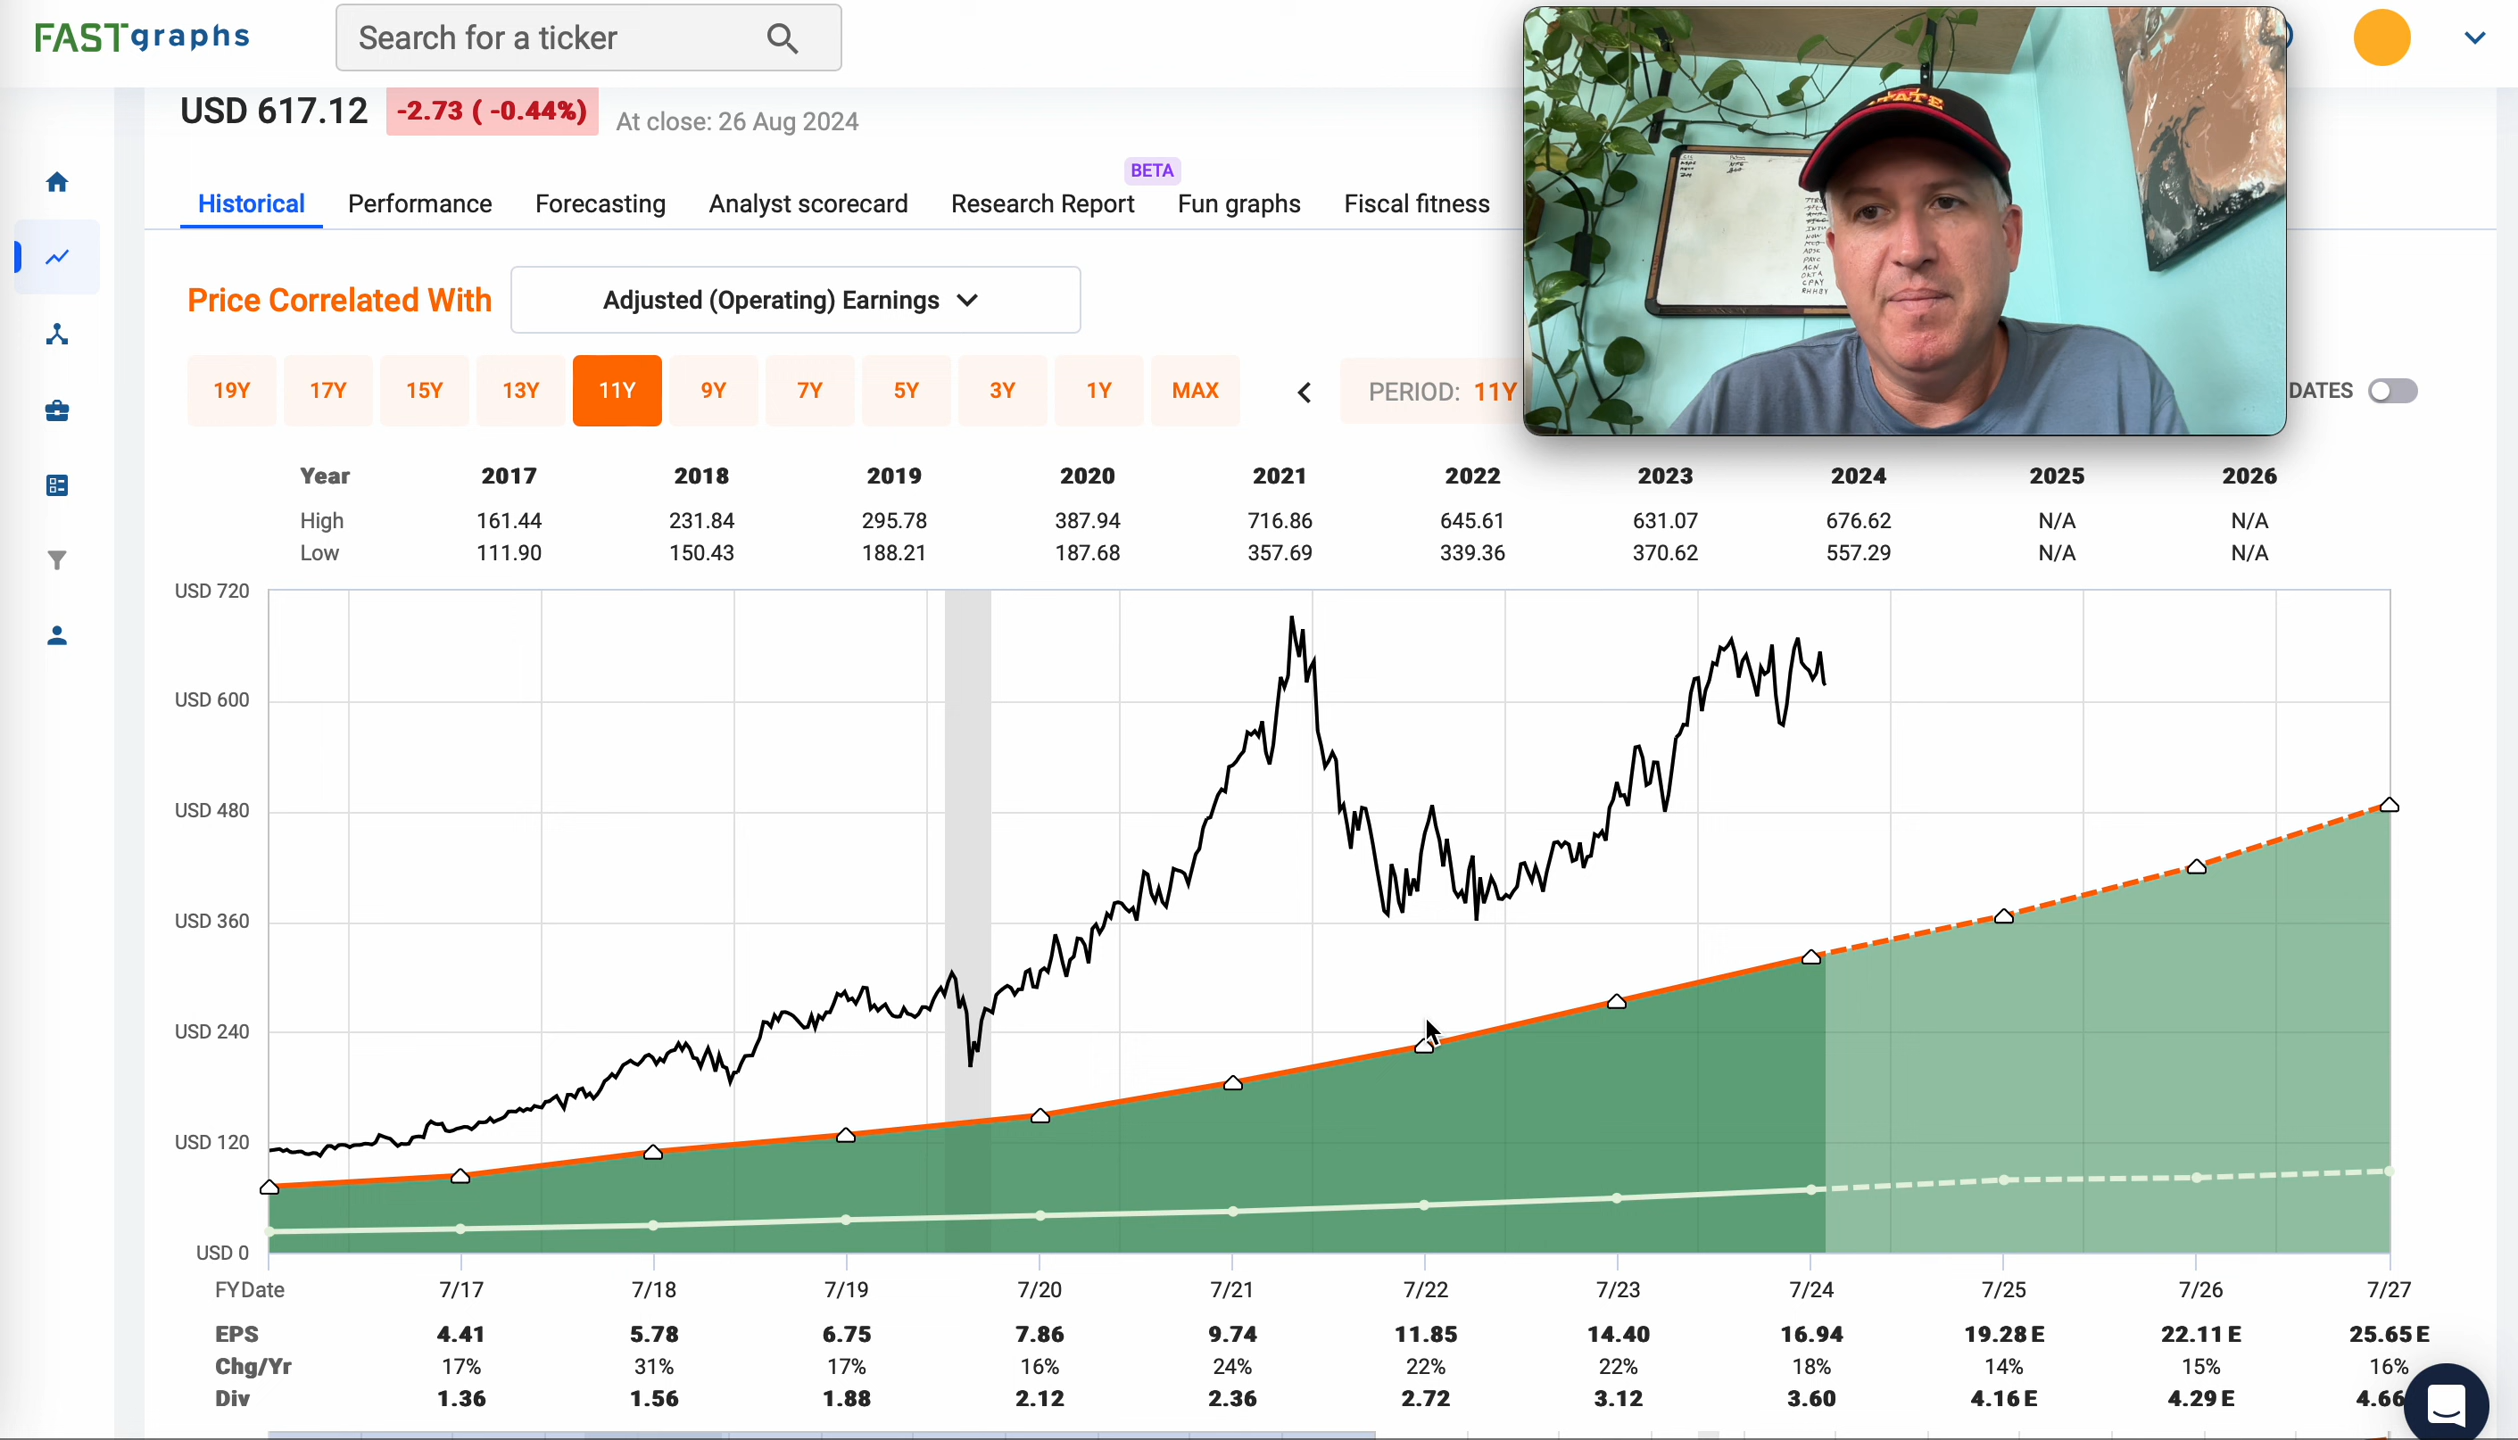 FASTgraphs
Search for a ticker
USD 617.12 -2.73 ( -0.44%) At close: 26 Aug 2024
BETA
Historical Performance Forecasting Analyst scorecard Research Report Fun graphs Fiscal fitness
STATE
Price Correlated With Adjusted (Operating) Earnings
19Y 17Y 15Y 13Y 11Y 9Y 7Y 5Y 3Y 1Y MAX PERIOD: 11Y DATES
Year 2017 2018 2019 2020 2021 2022 2023 2024 2025 2026
High 161.44 231.84 295.78 387.94 716.86 645.61 631.07 676.62 N/A N/A
Low 111.90 150.43 188.21 187.68 357.69 339.36 370.62 557.29 N/A N/A
USD 720
USD 600
USD 480
USD 360
USD 240
USD 120
USD 0
FYDate 7/17 7/18 7/19 7/20 7/21 7/22 7/23 7/24 7/25 7/26 7/27
EPS 4.41 5.78 6.75 7.86 9.74 11.85 14.40 16.94 19.28E 22.11E 25.65E
Chg/Yr 17% 31% 17% 16% 24% 22% 22% 18% 14% 15% 16%
Div 1.36 1.56 1.88 2.12 2.36 2.72 3.12 3.60 4.16E 4.29E 4.66